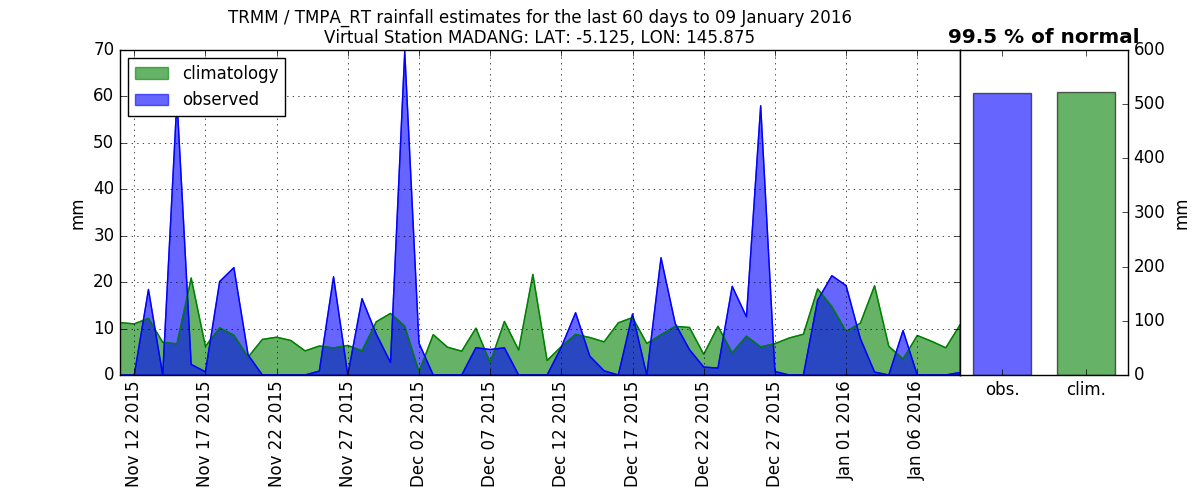 TRMM / TMPA_RT rainfall estimates for the last 60 days to 09 January 2016
Virtual Station MADANG: LAT: -5.125, LON: 145.875
99.5 % of normal
climatology
observed
70
60
50
40
30
20
10
0
mm
600
500
400
300
200
100
0
mm
Nov 12 2015
Nov 17 2015
Nov 22 2015
Nov 27 2015
Dec 02 2015
Dec 07 2015
Dec 12 2015
Dec 17 2015
Dec 22 2015
Dec 27 2015
Jan 01 2016
Jan 06 2016
obs.
clim.